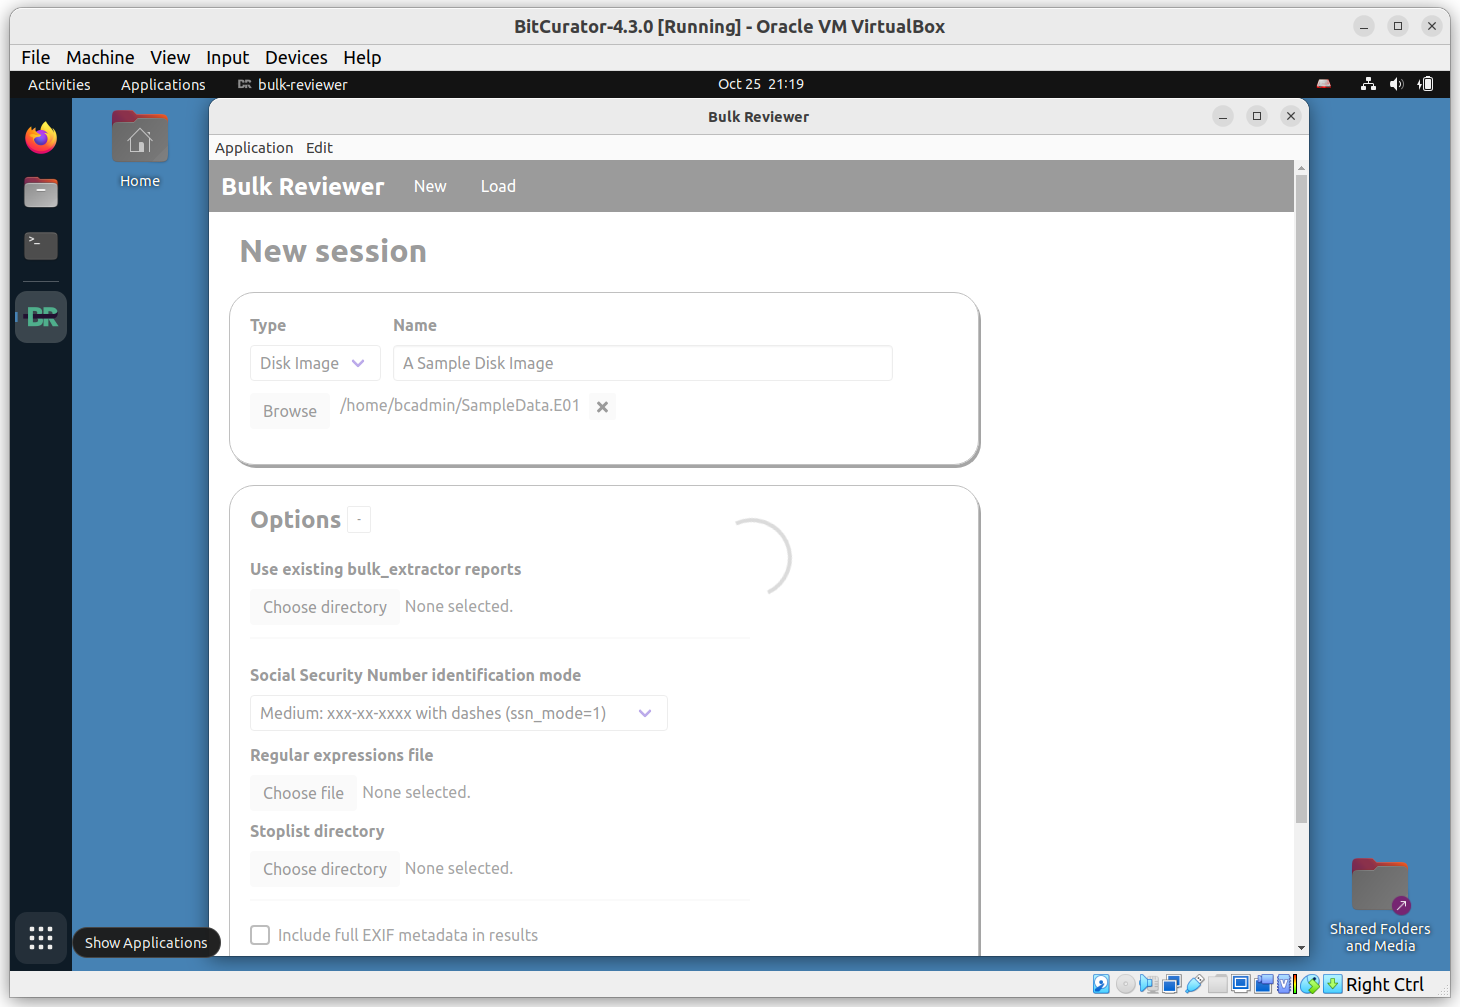 BitCurator-4.3.0 [Running] - Oracle VM VirtualBox
File Machine View Input Devices Help
Activities Applications bulk-reviewer Oct 25 21:19
Home
Bulk Reviewer
Application Edit
Bulk Reviewer New Load
New session
Type Name
Disk Image A Sample Disk Image
Browse /home/bcadmin/SampleData.E01
Options -
Use existing bulk_extractor reports
Choose directory None selected.
Social Security Number identification mode
Medium: xxx-xx-xxxx with dashes (ssn_mode=1)
Regular expressions file
Choose file None selected.
Stoplist directory
Choose directory None selected.
Include full EXIF metadata in results
Show Applications
Shared Folders
and Media
Right Ctrl